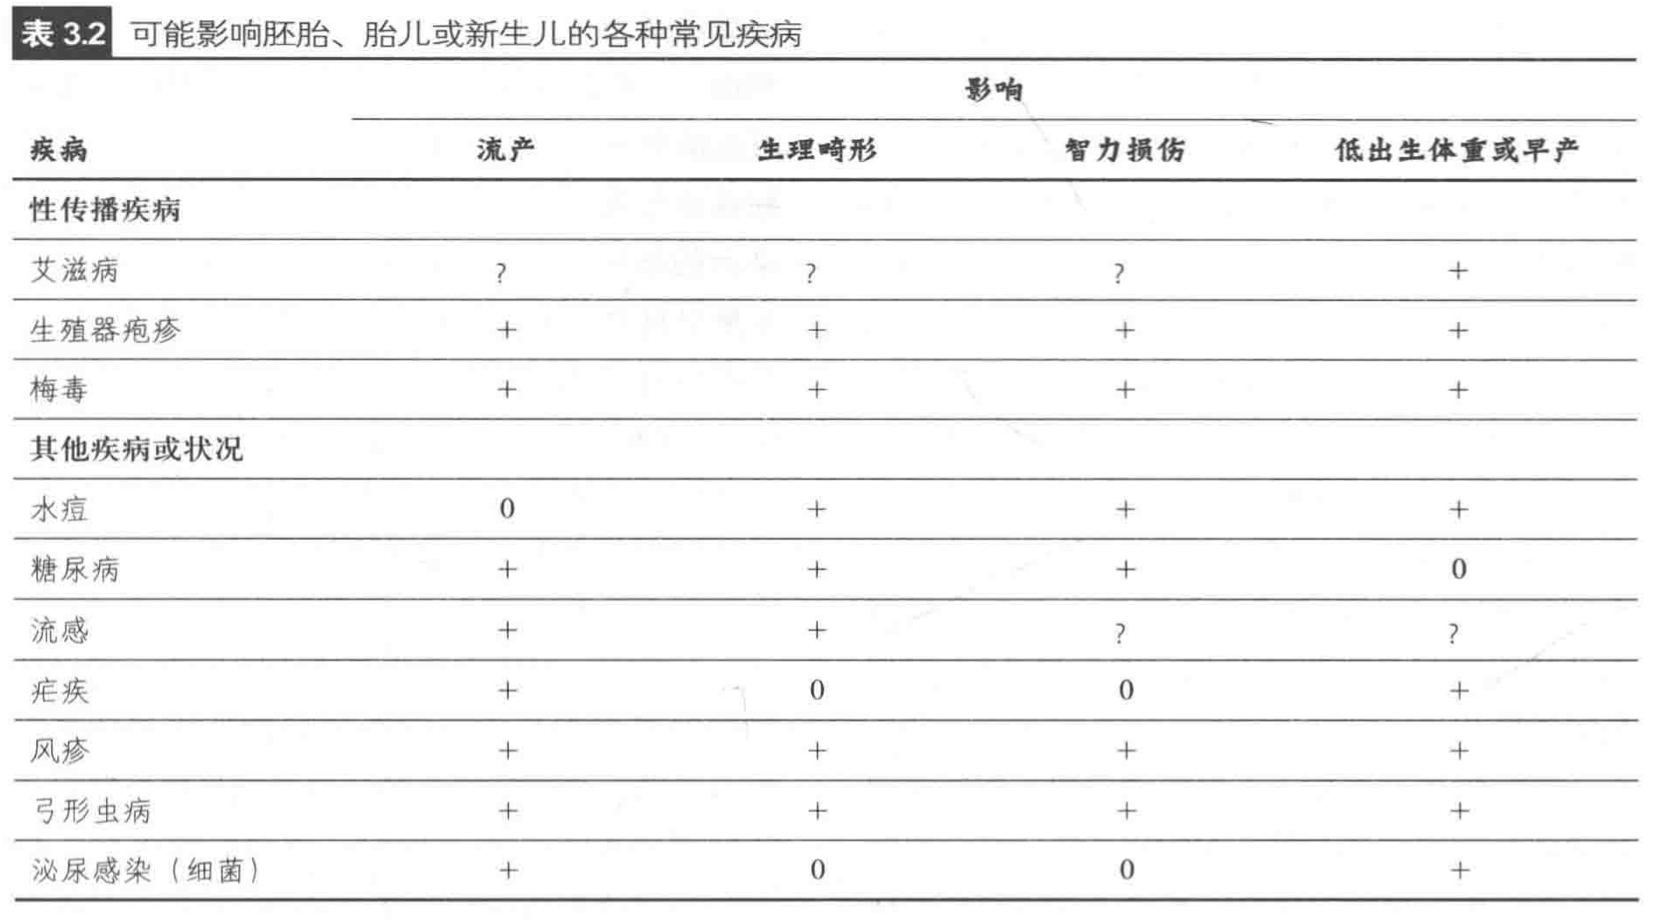 表 3.2 可能影响胚胎、胎儿或新生儿的各种常见疾病
影响
疾病 流产 生理畸形 智力损伤 低出生体重或早产
性传播疾病
艾滋病 ? ? ? +
生殖器疱疹 + + + +
梅毒 + + + +
其他疾病或状况
水痘 0 + + +
糖尿病 + + + 0
流感 + + ? ?
疟疾 + 0 0 +
风疹 + + + +
弓形虫病 + + + +
泌尿感染（细菌） + 0 0 +